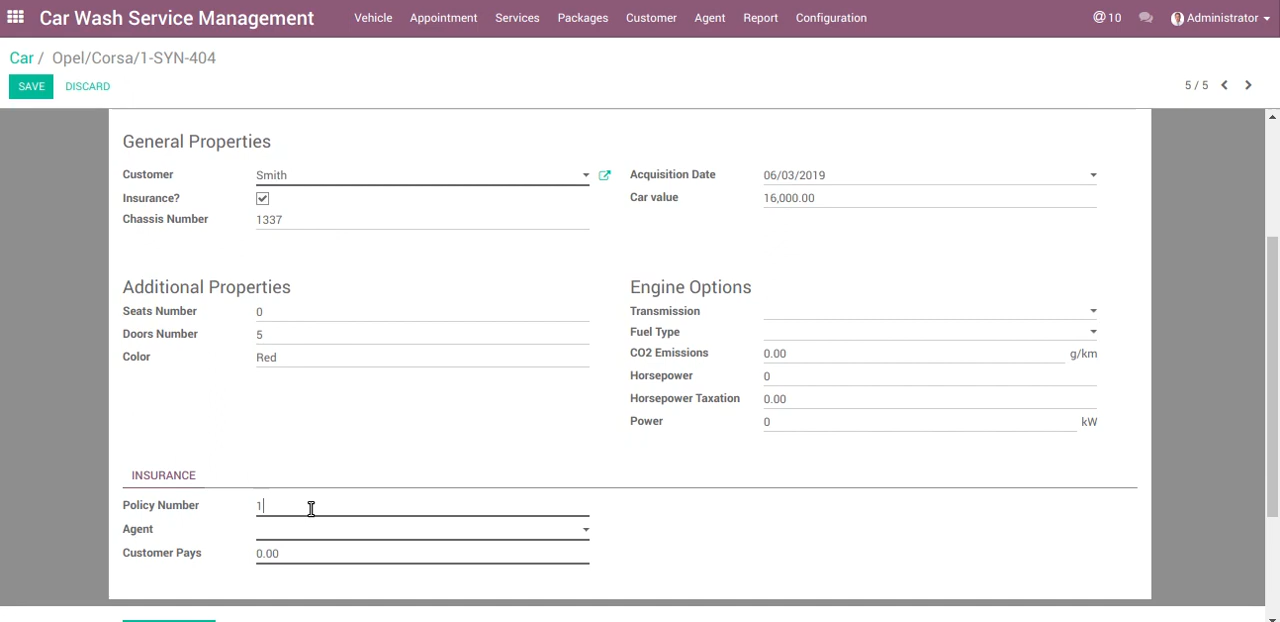 Car Wash Service Management Vehicle Appointment Services Packages Customer Agent Report Configuration @ 10 Administrator
Car / Opel/Corsa/1-SYN-404
SAVE DISCARD 5 / 5
General Properties
Customer Smith Acquisition Date 06/03/2019
Insurance? Car value 16,000.00
Chassis Number 1337
Additional Properties Engine Options
Seats Number 0 Transmission
Doors Number 5 Fuel Type
Color Red CO2 Emissions 0.00 g/km
Horsepower 0
Horsepower Taxation 0.00
Power 0 kW
INSURANCE
Policy Number 1
Agent
Customer Pays 0.00